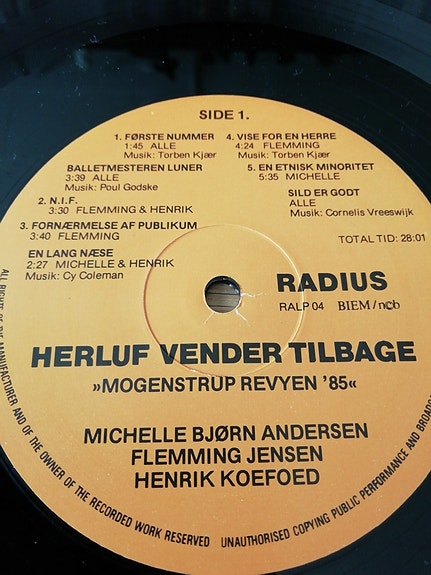 SIDE 1.
1. FØRSTE NUMMER
1:45 ALLE
Musik: Torben Kjær
BALLETMESTEREN LUNER
3:39 ALLE
Musik: Poul Godske
2. N.I.F.
3:30 FLEMMING & HENRIK
3. FORNÆRMELSE AF PUBLIKUM
3:40 FLEMMING
EN LANG NÆSE
2:27 MICHELLE & HENRIK
Musik: Cy Coleman
4. VISE FOR EN HERRE
4:24 FLEMMING
Musik: Torben Kjær
5. EN ETNISK MINORITET
5:35 MICHELLE
SILD ER GODT
ALLE
Musik: Cornelis Vreeswijk
TOTAL TID: 28:01
RADIUS
RALP 04 BIEM/ncb
HERLUF VENDER TILBAGE
»MOGENSTRUP REVYEN '85«
MICHELLE BJØRN ANDERSEN
FLEMMING JENSEN
HENRIK KOEFOED
ALL RIGHTS OF THE MANUFACTURER AND OF THE OWNER OF THE RECORDED WORK RESERVED UNAUTHORISED COPYING PUBLIC PERFORMANCE AND